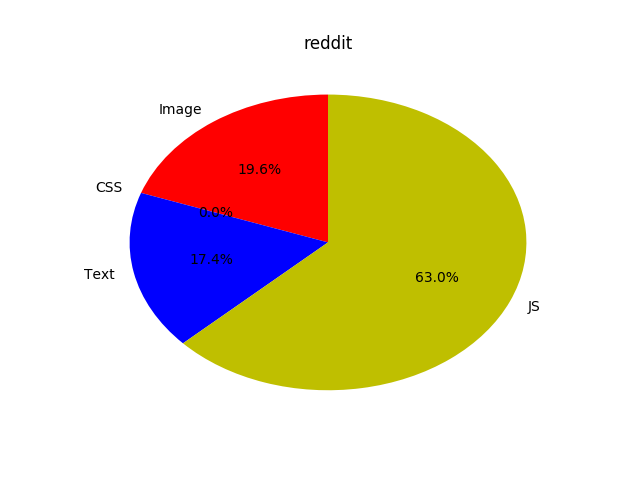 reddit
Image
19.6%
CSS
0.0%
17.4%
Text
63.0%
JS